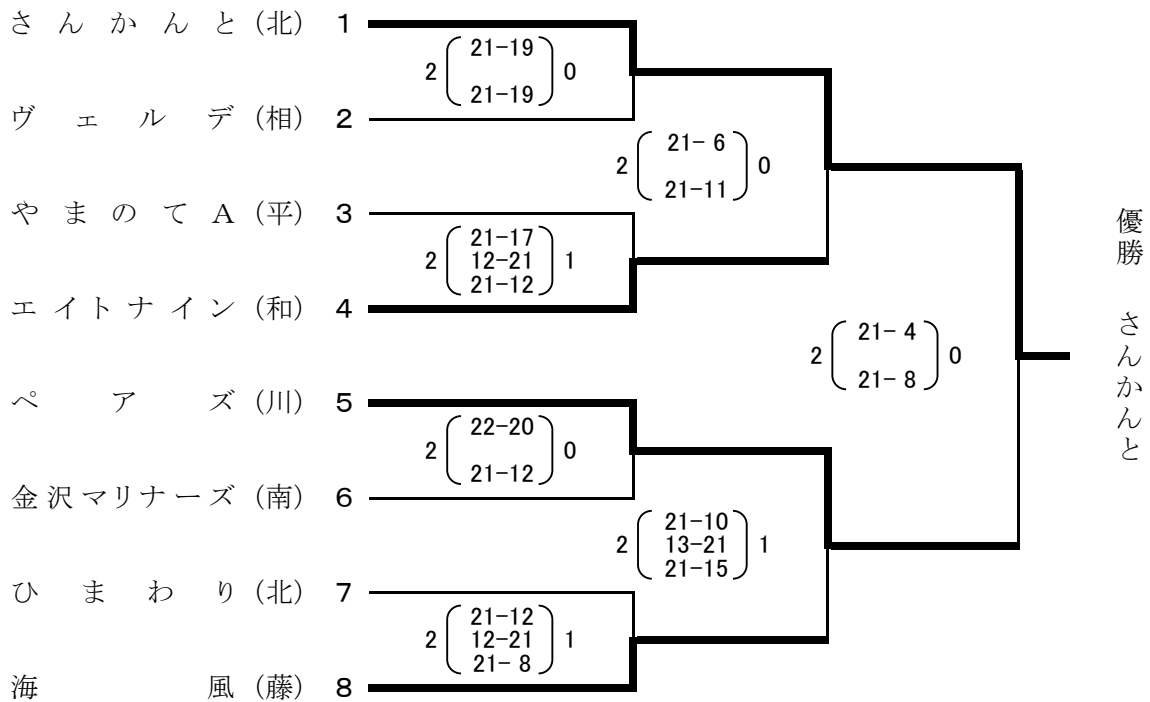 さんかんと（北） 1
2 21-19 0
21-19
ヴェルデ（相） 2
2 21- 6 0
21-11
やまのてA（平） 3
21-17
2 12-21 1
21-12
エイトナイン（和） 4
2 21- 4 0
21- 8
優勝 さんかんと
ペアズ（川） 5
2 22-20 0
21-12
金沢マリナーズ（南） 6
21-10
2 13-21 1
21-15
ひまわり（北） 7
21-12
2 12-21 1
21- 8
海風（藤） 8